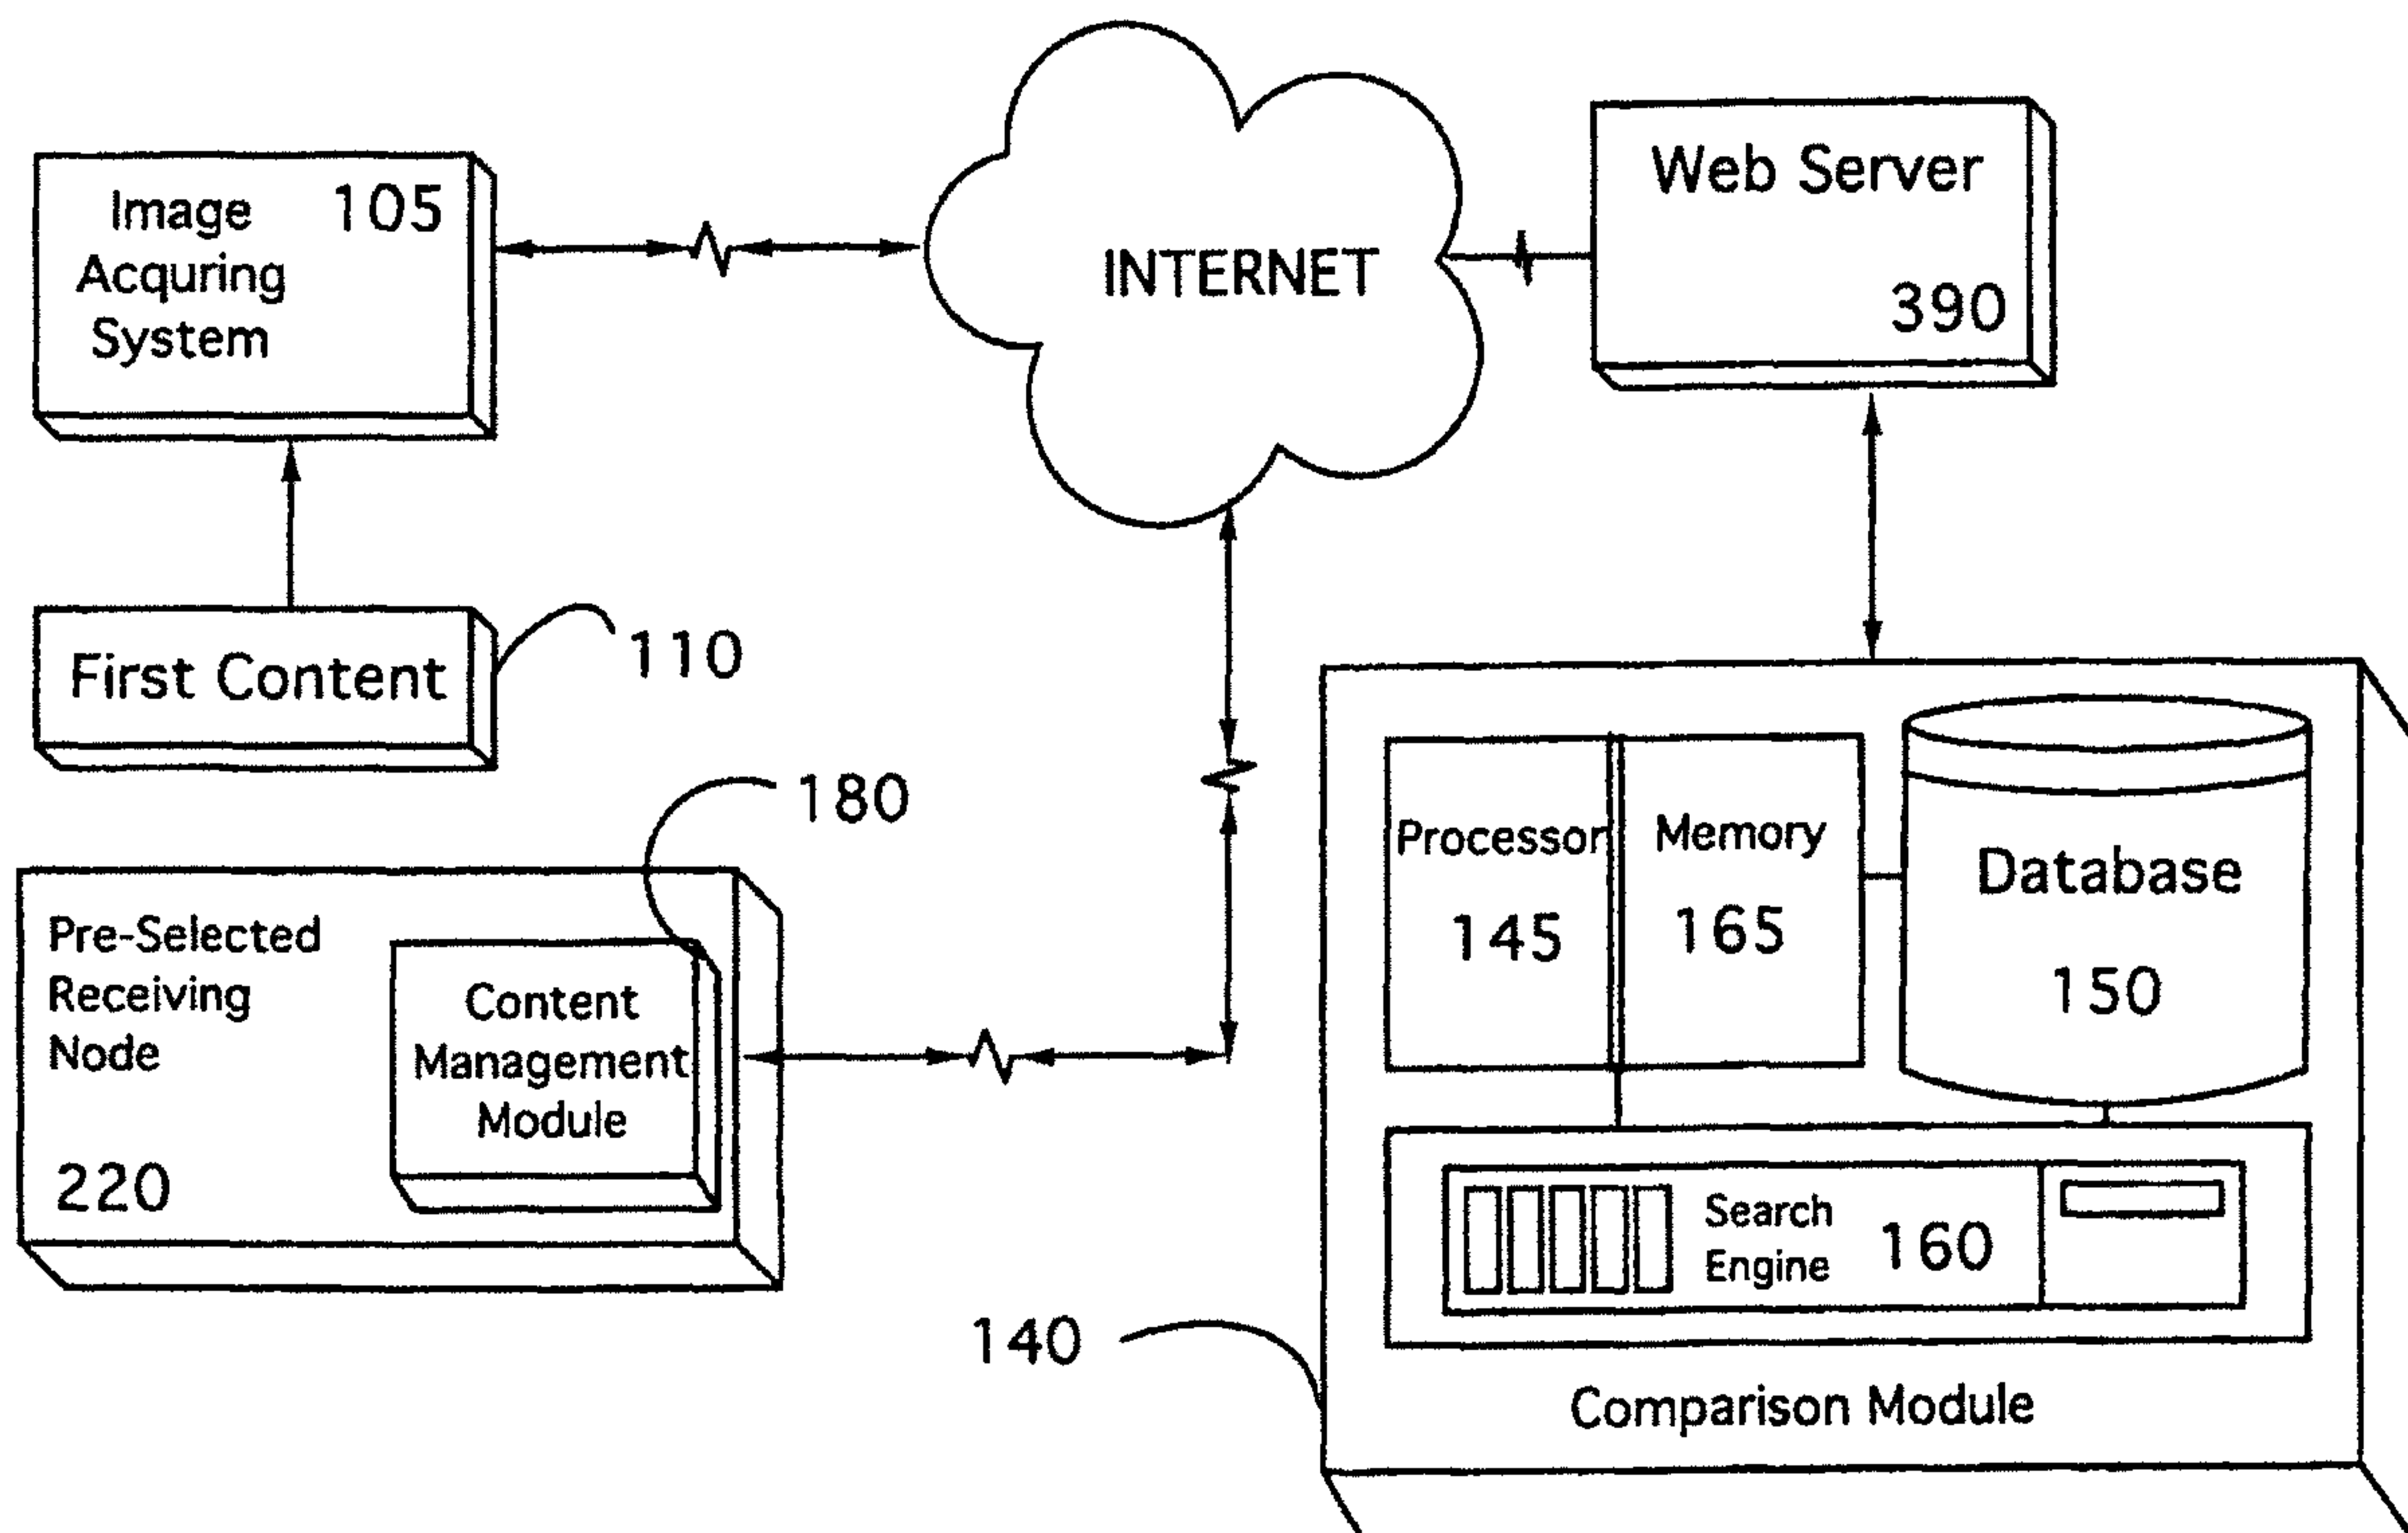 Image
Acquring
System
105
INTERNET
Web Server
390
First Content
110
180
Pre-Selected
Receiving
Node
220
Content
Management
Module
Processor
145
Memory
165
Database
150
Search
Engine
160
140
Comparison Module